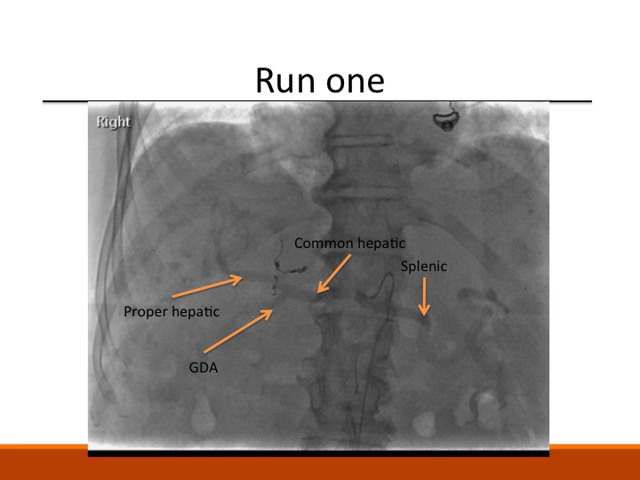 Run one
Right
Common hepatic
Splenic
Proper hepatic
GDA